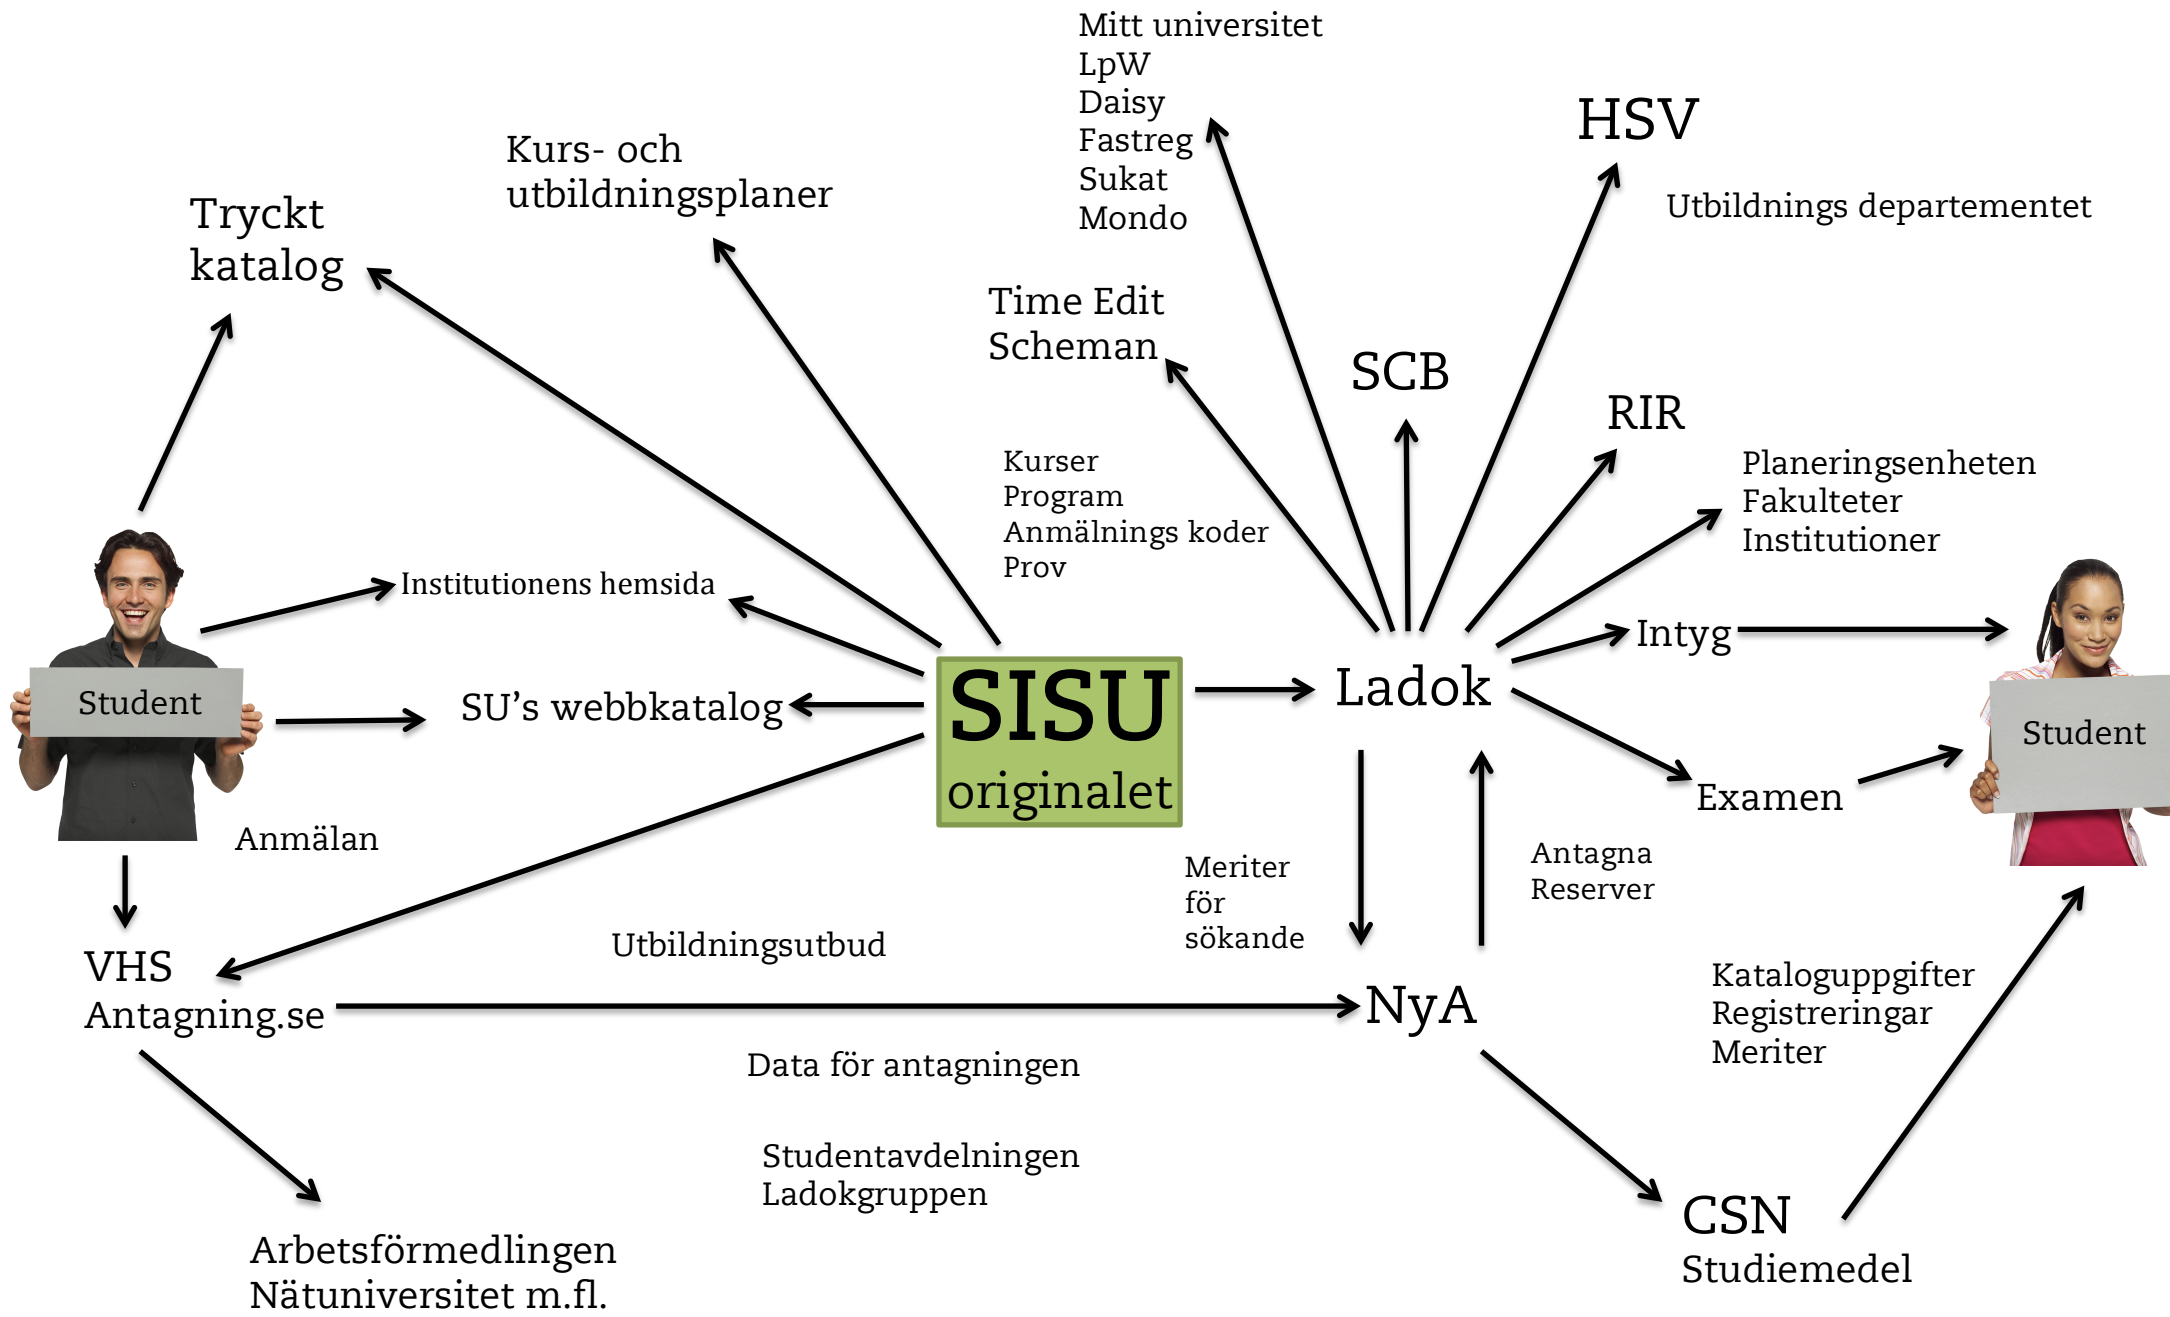 Mitt universitet
LpW
Daisy
Fastreg
Sukat
Mondo
HSV
Utbildnings departementet
Kurs- och
utbildningsplaner
Tryckt
katalog
Time Edit
Scheman
SCB
RIR
Kurser
Program
Anmälnings koder
Prov
Planeringsenheten
Fakulteter
Institutioner
Institutionens hemsida
Intyg
Student
SU's webbkatalog
SISU
originalet
Ladok
Student
Examen
Anmälan
Meriter
för
sökande
Antagna
Reserver
Utbildningsutbud
VHS
Antagning.se
NyA
Kataloguppgifter
Registreringar
Meriter
Data för antagningen
Studentavdelningen
Ladokgruppen
CSN
Studiemedel
Arbetsförmedlingen
Nätuniversitet m.fl.